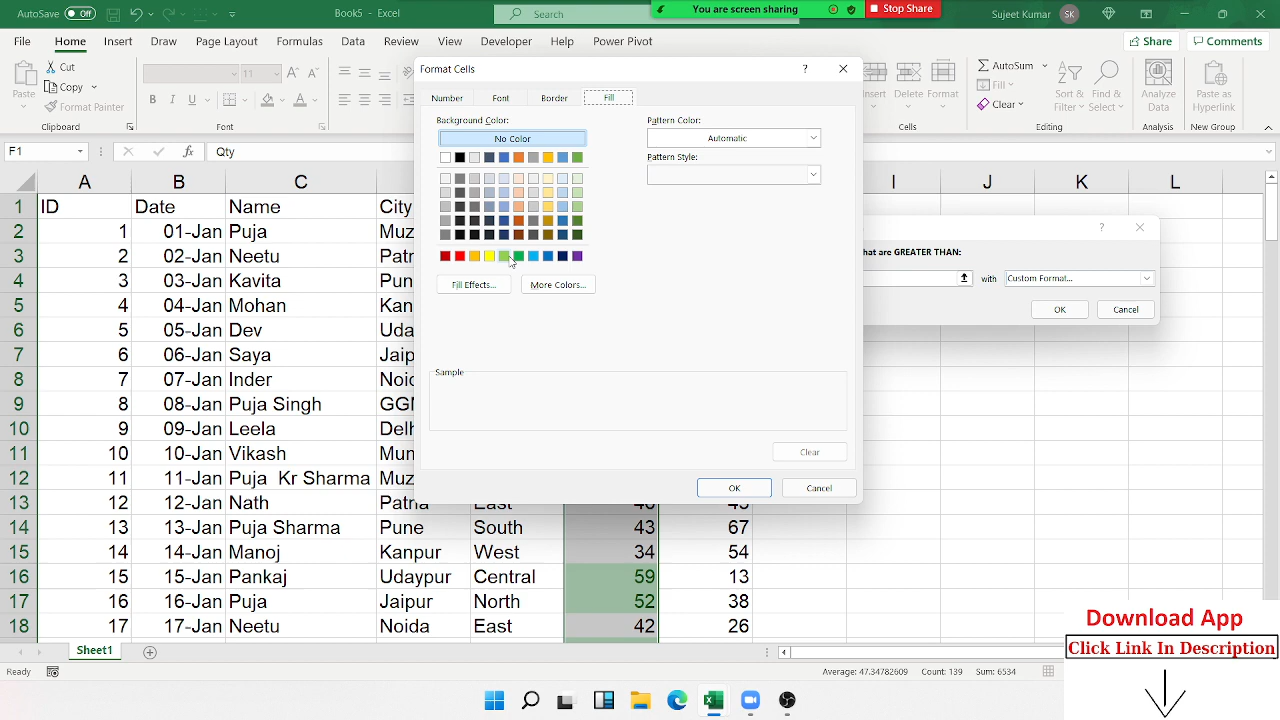 AutoSave Off Book5 - Excel Search You are screen sharing Stop Share Sujeet Kumar SK
File Home Insert Draw Page Layout Formulas Data Review View Developer Help Power Pivot Share Comments
Paste Cut Copy Format Painter Clipboard
11 B I U Font
Insert Delete Format Cells
AutoSum Fill Clear Sort & Filter Find & Select Editing
Analyze Data Analysis
Paste as Hyperlink New Group
F1 fx Qty
A B C I J K L
1 ID Date Name City
2 1 01-Jan Puja
3 2 02-Jan Neetu
4 3 03-Jan Kavita
5 4 04-Jan Mohan
6 5 05-Jan Dev
7 6 06-Jan Saya
8 7 07-Jan Inder
9 8 08-Jan Puja Singh
10 9 09-Jan Leela
11 10 10-Jan Vikash
12 11 11-Jan Puja Kr Sharma
13 12 12-Jan Nath
14 13 13-Jan Puja Sharma Pune South 43 67
15 14 14-Jan Manoj Kanpur West 34 54
16 15 15-Jan Pankaj Udaypur Central 59 13
17 16 16-Jan Puja Jaipur North 52 38
18 17 17-Jan Neetu Noida East 42 26
Format Cells ?
Number Font Border Fill
Background Color:
No Color
Fill Effects... More Colors...
Pattern Color:
Automatic
Pattern Style:
Sample
Clear
OK Cancel
?
GREATER THAN:
with Custom Format...
OK Cancel
Sheet1
Ready Average: 47.34782609 Count: 139 Sum: 6534
Download App
Click Link In Description